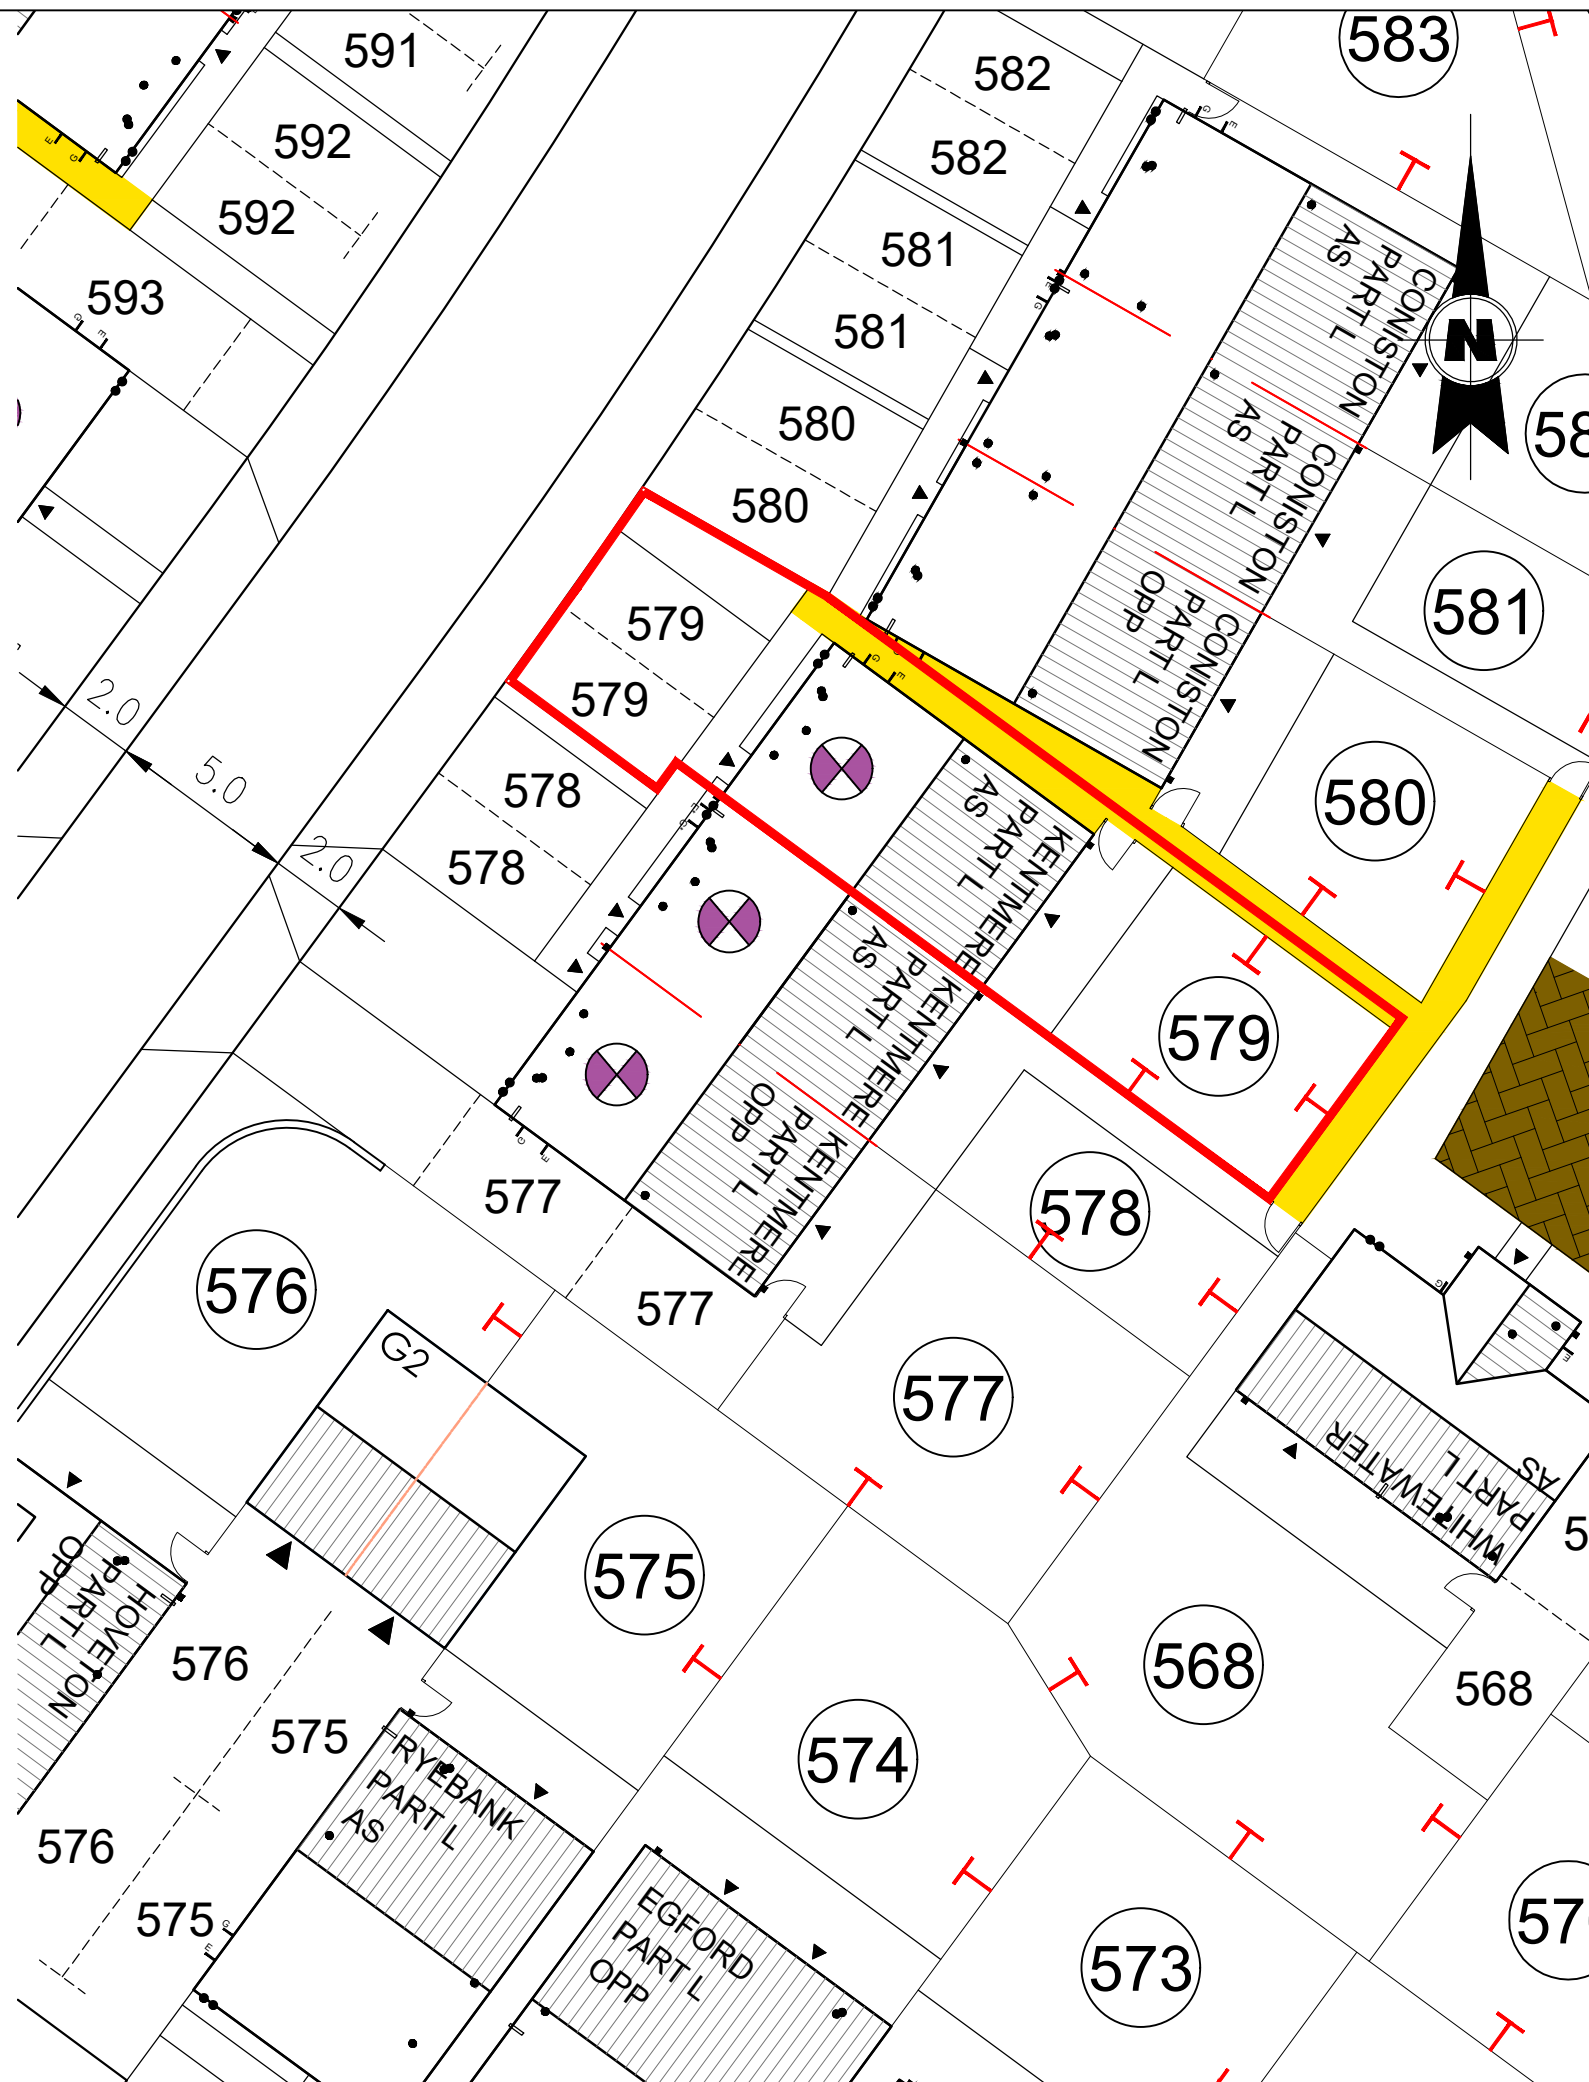 591
592
592
593
582
582
583
581
581
580
580
581
580
579
579
579
578
578
578
577
577
577
576
576
576
575
575
575
574
573
568
568
N
CONISTON
PART L
AS
CONISTON
PART L
AS
CONISTON
PART L
OPP
KENTMERE
PART L
AS
KENTMERE
PART L
AS
KENTMERE
PART L
OPP
2.0
5.0
2.0
G2
HOVETON
PART L
OPP
RYEBANK
PART L
AS
EGFORD
PART L
OPP
WHITEWATER
PART L
AS